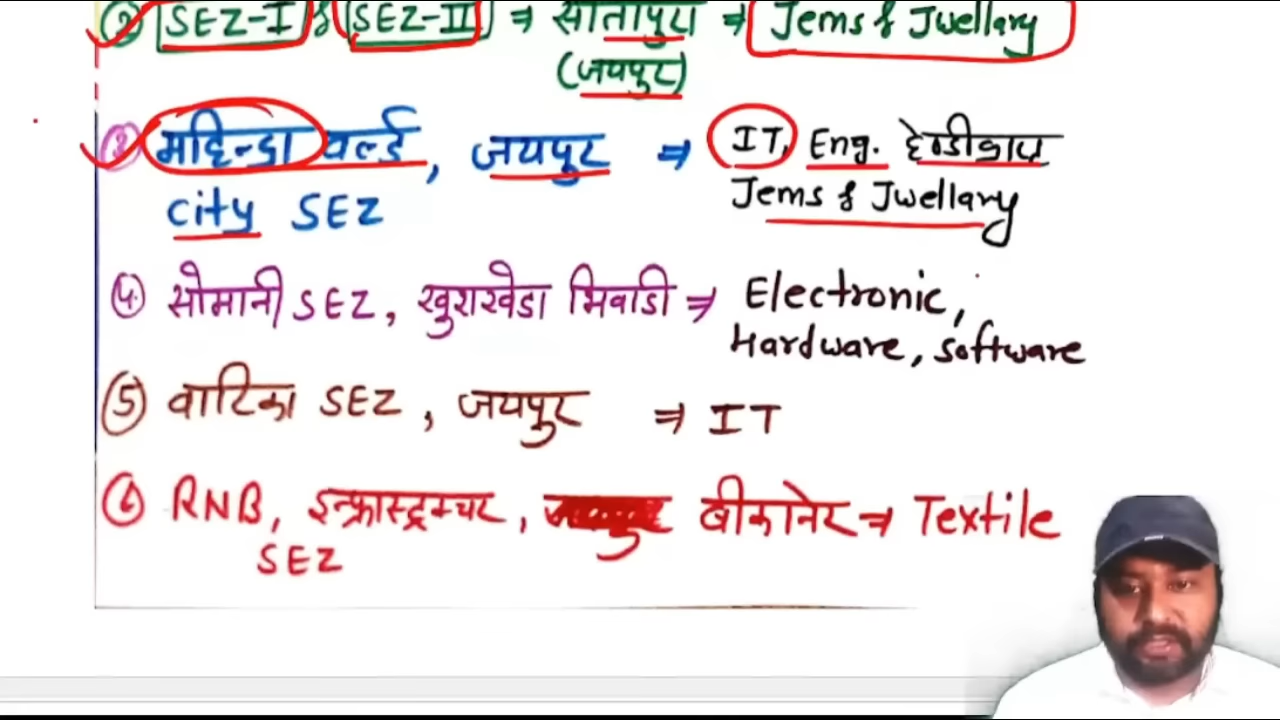 ② SEZ-I & SEZ-II ⇒ सीतापुरा ⇒ Jems & Jwellary
(जयपुर)
③ महिन्द्रा वर्ल्ड, जयपुर ⇒ IT, Eng. हेण्डीक्राप्ट
city SEZ Jems & Jwellary
④ सोमानी SEZ, खुशखेडा भिवाडी ⇒ Electronic,
Hardware, Software
⑤ वाटिका SEZ, जयपुर ⇒ IT
⑥ RNB, इन्फ्रास्ट्रक्चर, बीकानेर ⇒ Textile
SEZ